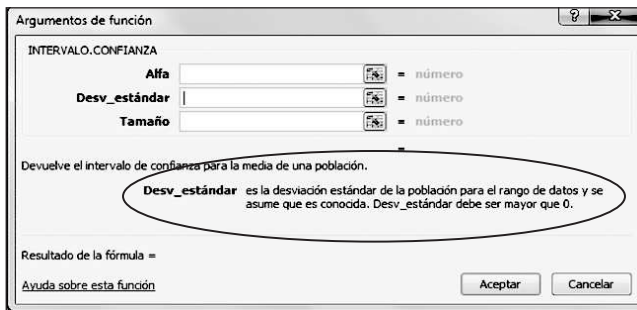 Argumentos de función
INTERVALO.CONFIANZA
Alfa = número
Desv_estándar = número
Tamaño = número
=
Devuelve el intervalo de confianza para la media de una población.
Desv_estándar es la desviación estándar de la población para el rango de datos y se
asume que es conocida. Desv_estándar debe ser mayor que 0.
Resultado de la fórmula =
Ayuda sobre esta función Aceptar Cancelar